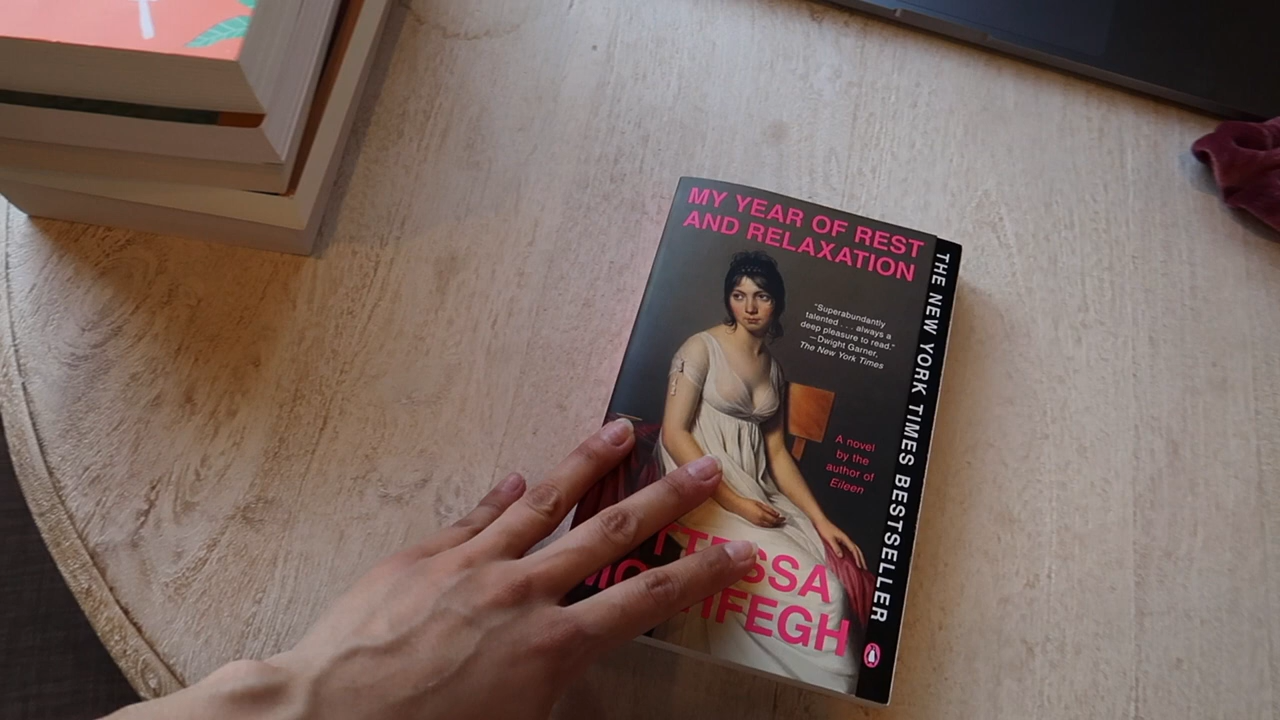 MY YEAR OF REST
AND RELAXATION
"Superabundantly
talented . . . always a
deep pleasure to read."
—Dwight Garner,
The New York Times
A novel
by the
author of
Eileen
THE NEW YORK TIMES BESTSELLER